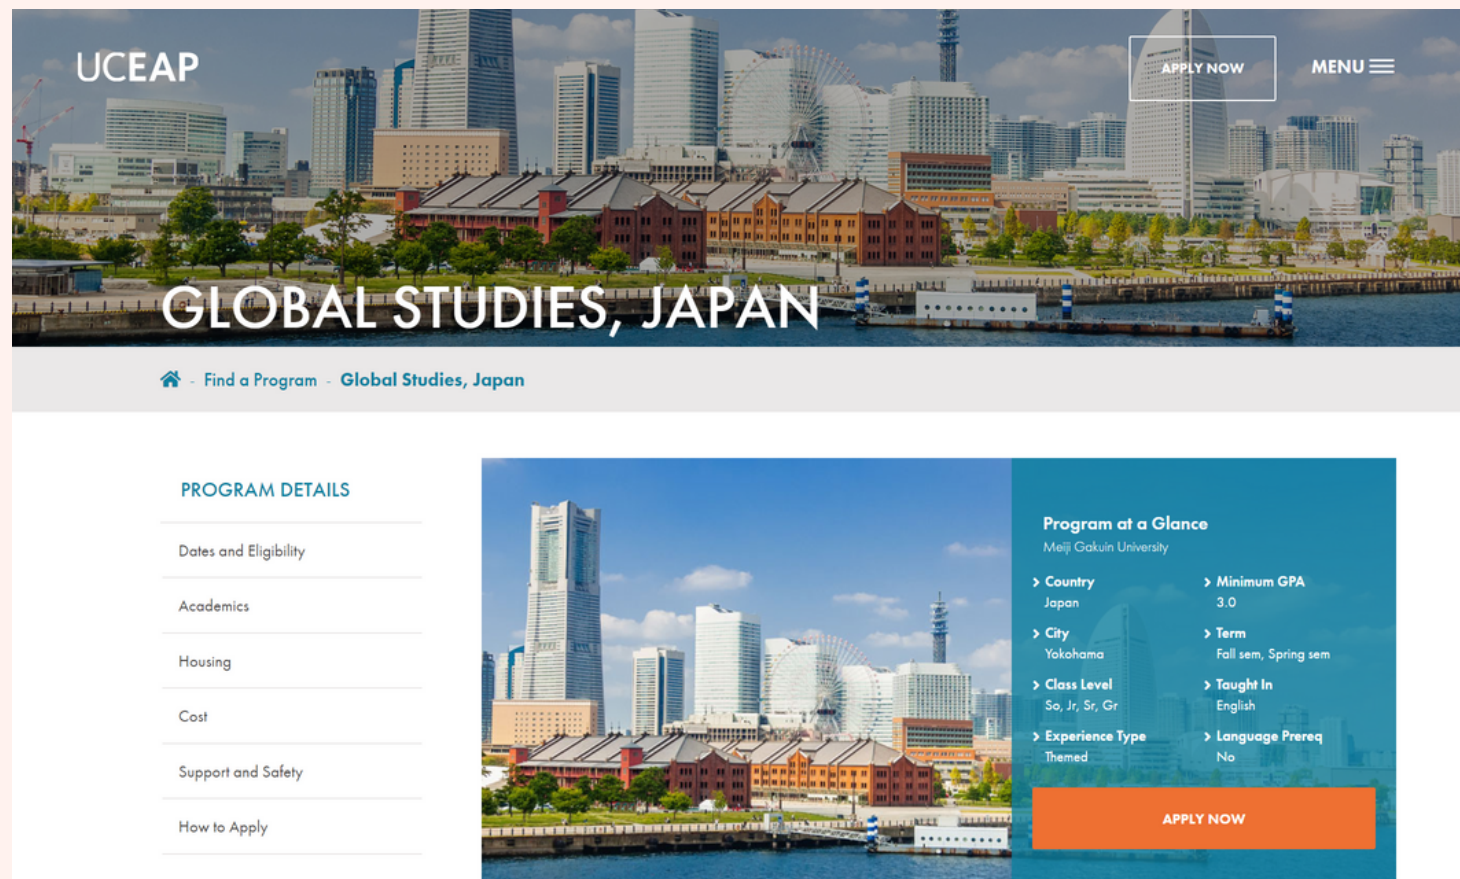 UCEAP
APPLY NOW
MENU
GLOBAL STUDIES, JAPAN
Find a Program - Global Studies, Japan
PROGRAM DETAILS
Dates and Eligibility
Academics
Housing
Cost
Support and Safety
How to Apply
Program at a Glance
Meiji Gakuin University
Country
Japan
Minimum GPA
3.0
City
Yokohama
Term
Fall sem, Spring sem
Class Level
So, Jr, Sr, Gr
Taught In
English
Experience Type
Themed
Language Prereq
No
APPLY NOW